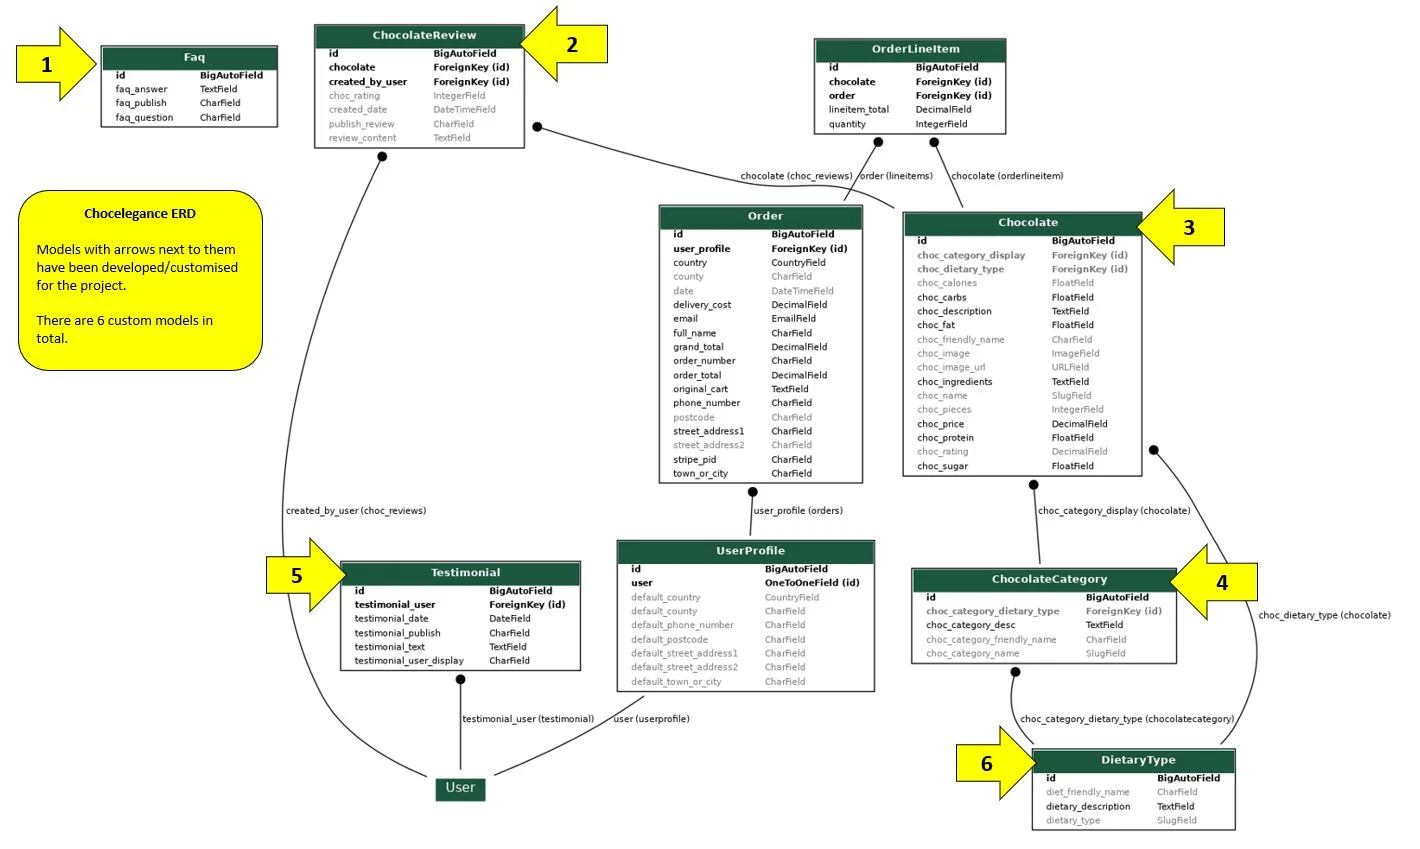 1
Faq
id BigAutoField
faq_answer TextField
faq_publish CharField
faq_question CharField
ChocolateReview
id BigAutoField
chocolate ForeignKey (id)
created_by_user ForeignKey (id)
choc_rating IntegerField
created_date DateTimeField
publish_review CharField
review_content TextField
2
OrderLineItem
id BigAutoField
chocolate ForeignKey (id)
order ForeignKey (id)
lineitem_total DecimalField
quantity IntegerField
chocolate (choc_reviews)
order (lineitems)
chocolate (orderlineitem)
Chocelegance ERD
Models with arrows next to them
have been developed/customised
for the project.
There are 6 custom models in
total.
Order
id BigAutoField
user_profile ForeignKey (id)
country CountryField
county CharField
date DateTimeField
delivery_cost DecimalField
email EmailField
full_name CharField
grand_total DecimalField
order_number CharField
order_total DecimalField
original_cart TextField
phone_number CharField
postcode CharField
street_address1 CharField
street_address2 CharField
stripe_pid CharField
town_or_city CharField
Chocolate
id BigAutoField
choc_category_display ForeignKey (id)
choc_dietary_type ForeignKey (id)
choc_calories FloatField
choc_carbs FloatField
choc_description TextField
choc_fat FloatField
choc_friendly_name CharField
choc_image ImageField
choc_image_url URLField
choc_ingredients TextField
choc_name SlugField
choc_pieces IntegerField
choc_price DecimalField
choc_protein FloatField
choc_rating DecimalField
choc_sugar FloatField
3
created_by_user (choc_reviews)
user_profile (orders)
choc_category_display (chocolate)
5
Testimonial
id BigAutoField
testimonial_user ForeignKey (id)
testimonial_date DateField
testimonial_publish CharField
testimonial_text TextField
testimonial_user_display CharField
UserProfile
id BigAutoField
user OneToOneField (id)
default_country CountryField
default_county CharField
default_phone_number CharField
default_postcode CharField
default_street_address1 CharField
default_street_address2 CharField
default_town_or_city CharField
ChocolateCategory
id BigAutoField
choc_category_dietary_type ForeignKey (id)
choc_category_desc TextField
choc_category_friendly_name CharField
choc_category_name SlugField
4
choc_dietary_type (chocolate)
testimonial_user (testimonial)
user (userprofile)
choc_category_dietary_type (chocolatecategory)
User
6
DietaryType
id BigAutoField
diet_friendly_name CharField
dietary_description TextField
dietary_type SlugField